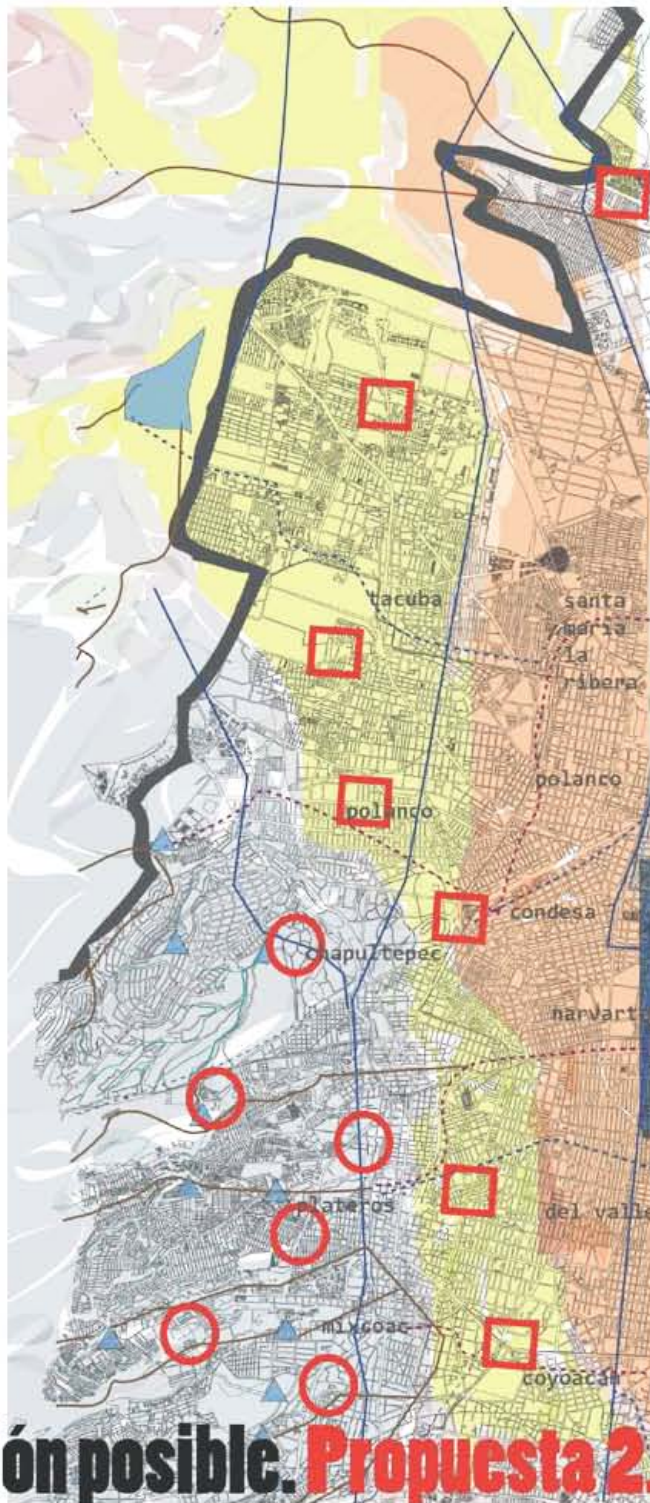 tacuba
santa
maria
la
ribera
polanco
polanco
condesa
chapultepec
narvart
plateros
del valle
mixcoac
coyoacan
ón posible. Propuesta 2.